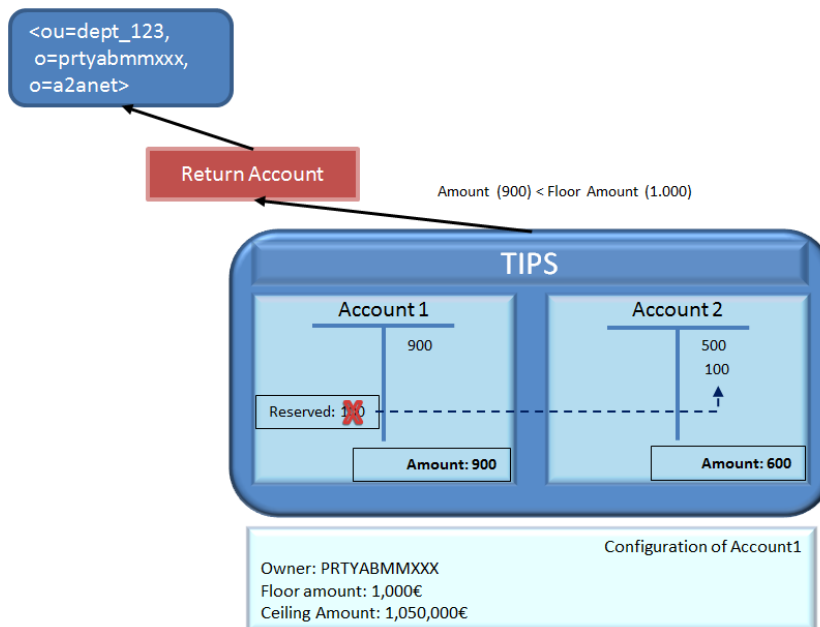 <ou=dept_123,
o=prtyabmmxxx,
o=a2anet>
Return Account
Amount (900) < Floor Amount (1.000)
TIPS
Account 1
900
Reserved:
Amount: 900
Account 2
500
100
Amount: 600
Configuration of Account1
Owner: PRTYABMMXXX
Floor amount: 1,000€
Ceiling Amount: 1,050,000€